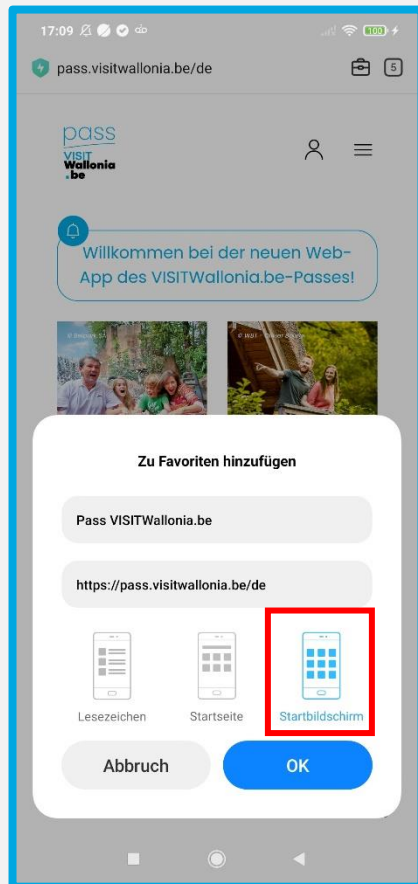 17:09
100
pass.visitwallonia.be/de
5
pass
VISIT
Wallonia
.be
Willkommen bei der neuen Web-
App des VISITWallonia.be-Passes!
Zu Favoriten hinzufügen
Pass VISITWallonia.be
https://pass.visitwallonia.be/de
Lesezeichen
Startseite
Startbildschirm
Abbruch
OK